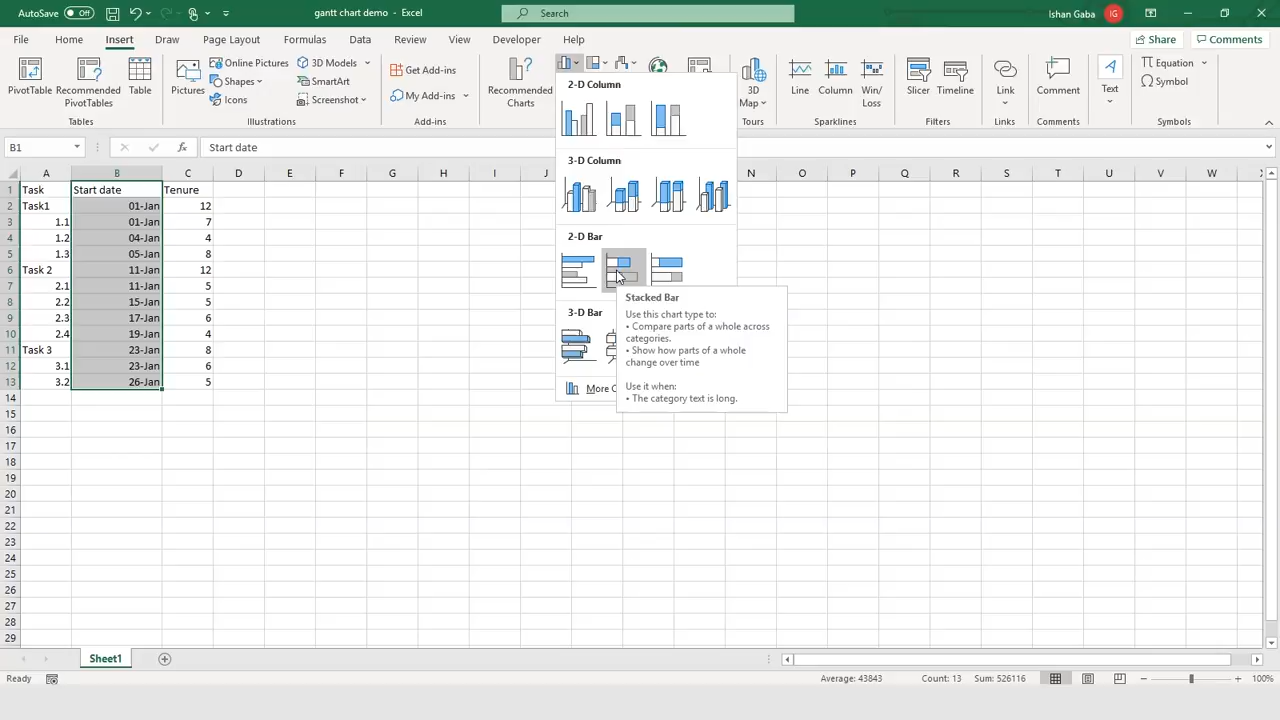 AutoSave Off gantt chart demo - Excel Search Ishan Gaba IG
File Home Insert Draw Page Layout Formulas Data Review View Developer Help Share Comments
PivotTable Recommended PivotTables Table
Tables
Pictures Online Pictures Shapes Icons 3D Models SmartArt Screenshot
Illustrations
Get Add-ins
My Add-ins
Add-ins
Recommended Charts
3D Map
Tours
Line Column Win/Loss
Sparklines
Slicer Timeline
Filters
Link
Links
Comment
Comments
Text
Equation
Symbol
Symbols
B1 fx Start date
A B C D E F G H I J N O P Q R S T U V W
1 Task Start date Tenure
2 Task1 01-Jan 12
3 1.1 01-Jan 7
4 1.2 04-Jan 4
5 1.3 05-Jan 8
6 Task 2 11-Jan 12
7 2.1 11-Jan 5
8 2.2 15-Jan 5
9 2.3 17-Jan 6
10 2.4 19-Jan 4
11 Task 3 23-Jan 8
12 3.1 23-Jan 6
13 3.2 26-Jan 5
14
15
16
17
18
19
20
21
22
23
24
25
26
27
28
29
2-D Column
3-D Column
2-D Bar
3-D Bar
More C
Stacked Bar
Use this chart type to:
• Compare parts of a whole across
categories.
• Show how parts of a whole
change over time
Use it when:
• The category text is long.
Sheet1
Ready Average: 43843 Count: 13 Sum: 526116 100%